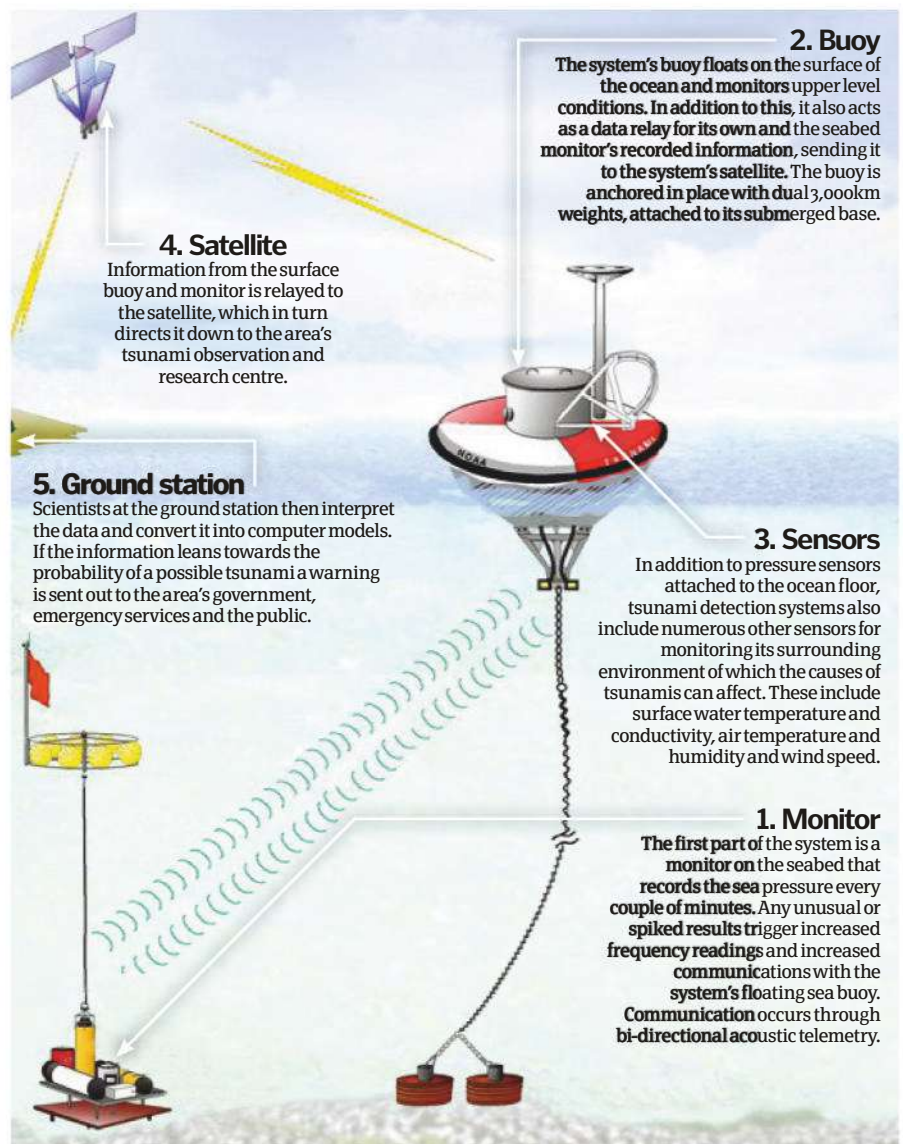 2. Buoy
The system's buoy floats on the surface of
the ocean and monitors upper level
conditions. In addition to this, it also acts
as a data relay for its own and the seabed
monitor's recorded information, sending it
to the system's satellite. The buoy is
anchored in place with dual 3,000km
weights, attached to its submerged base.
4. Satellite
Information from the surface
buoy and monitor is relayed to
the satellite, which in turn
directs it down to the area's
tsunami observation and
research centre.
NOAA
TSUNAMI
5. Ground station
Scientists at the ground station then interpret
the data and convert it into computer models.
If the information leans towards the
probability of a possible tsunami a warning
is sent out to the area's government,
emergency services and the public.
3. Sensors
In addition to pressure sensors
attached to the ocean floor,
tsunami detection systems also
include numerous other sensors for
monitoring its surrounding
environment of which the causes of
tsunamis can affect. These include
surface water temperature and
conductivity, air temperature and
humidity and wind speed.
1. Monitor
The first part of the system is a
monitor on the seabed that
records the sea pressure every
couple of minutes. Any unusual or
spiked results trigger increased
frequency readings and increased
communications with the
system's floating sea buoy.
Communication occurs through
bi-directional acoustic telemetry.